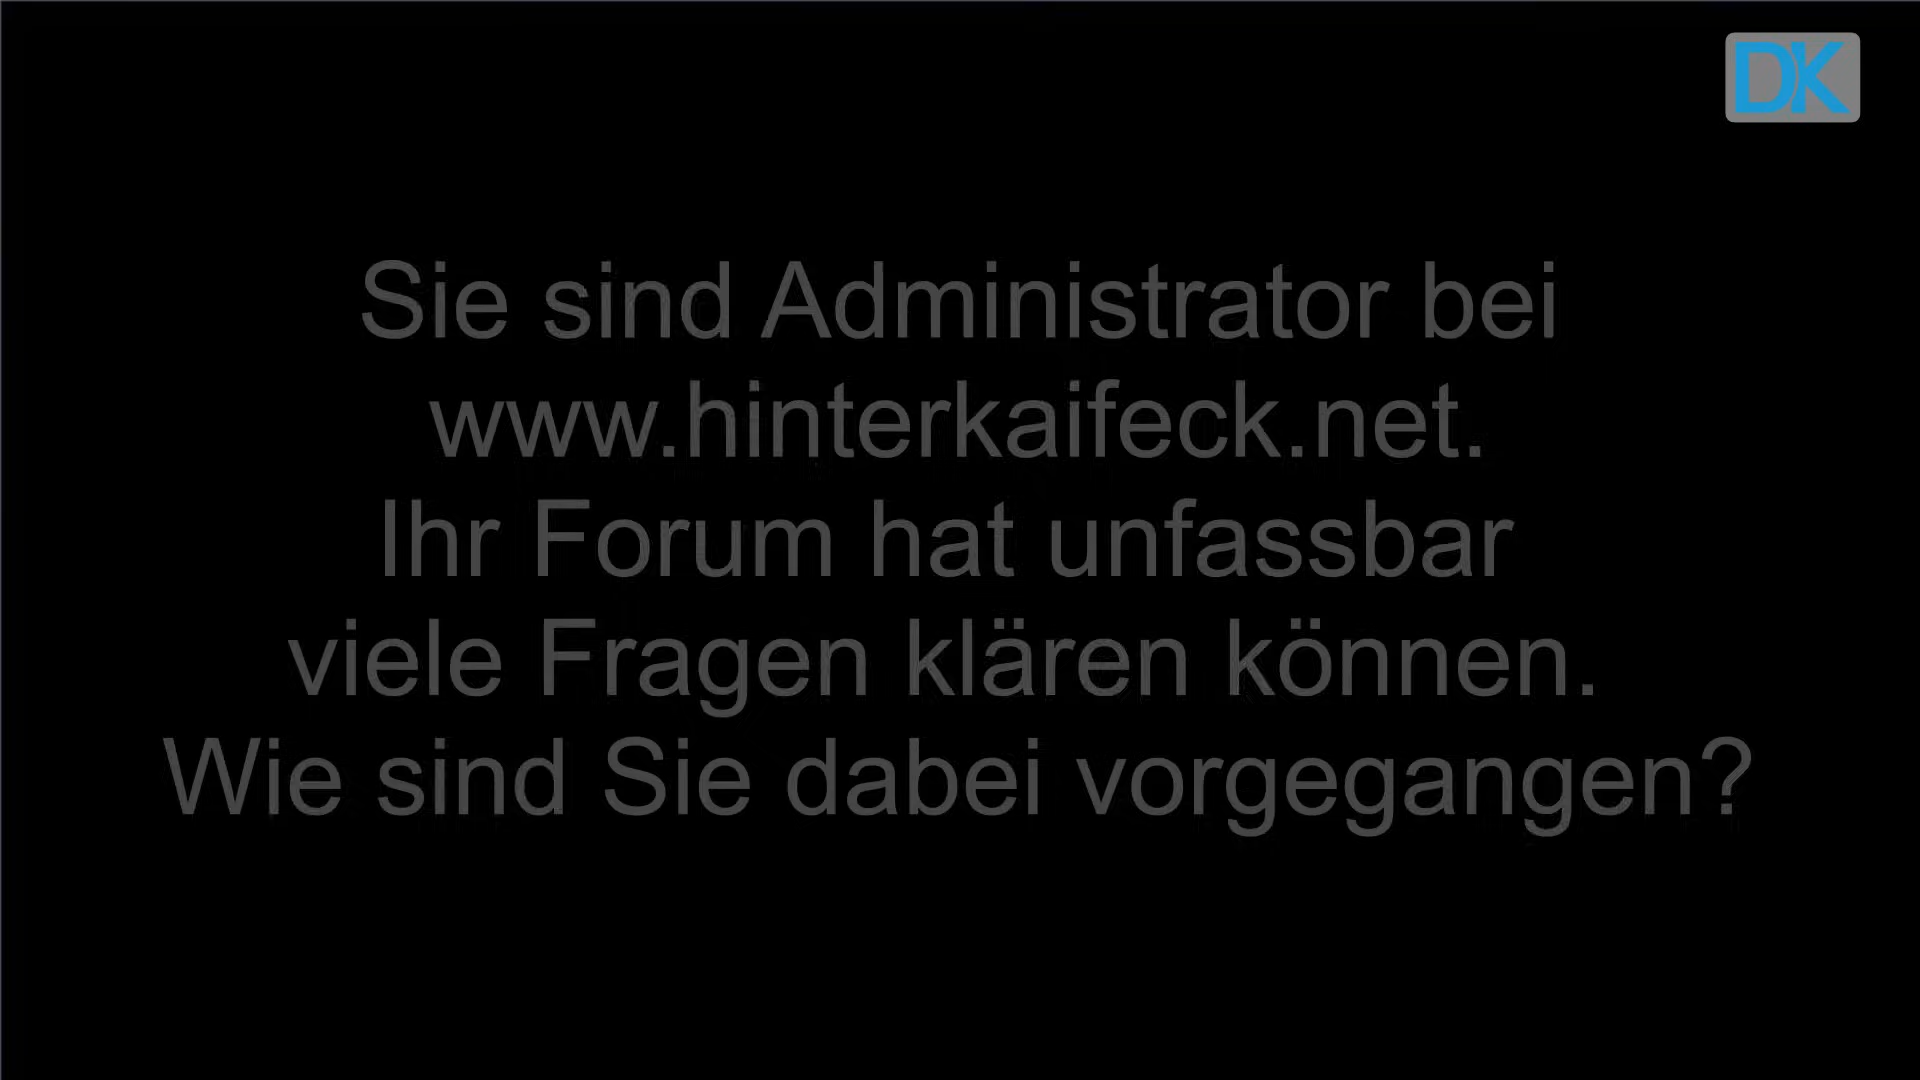 DK
Sie sind Administrator bei
www.hinterkaifeck.net.
Ihr Forum hat unfassbar
viele Fragen klären können.
Wie sind Sie dabei vorgegangen?